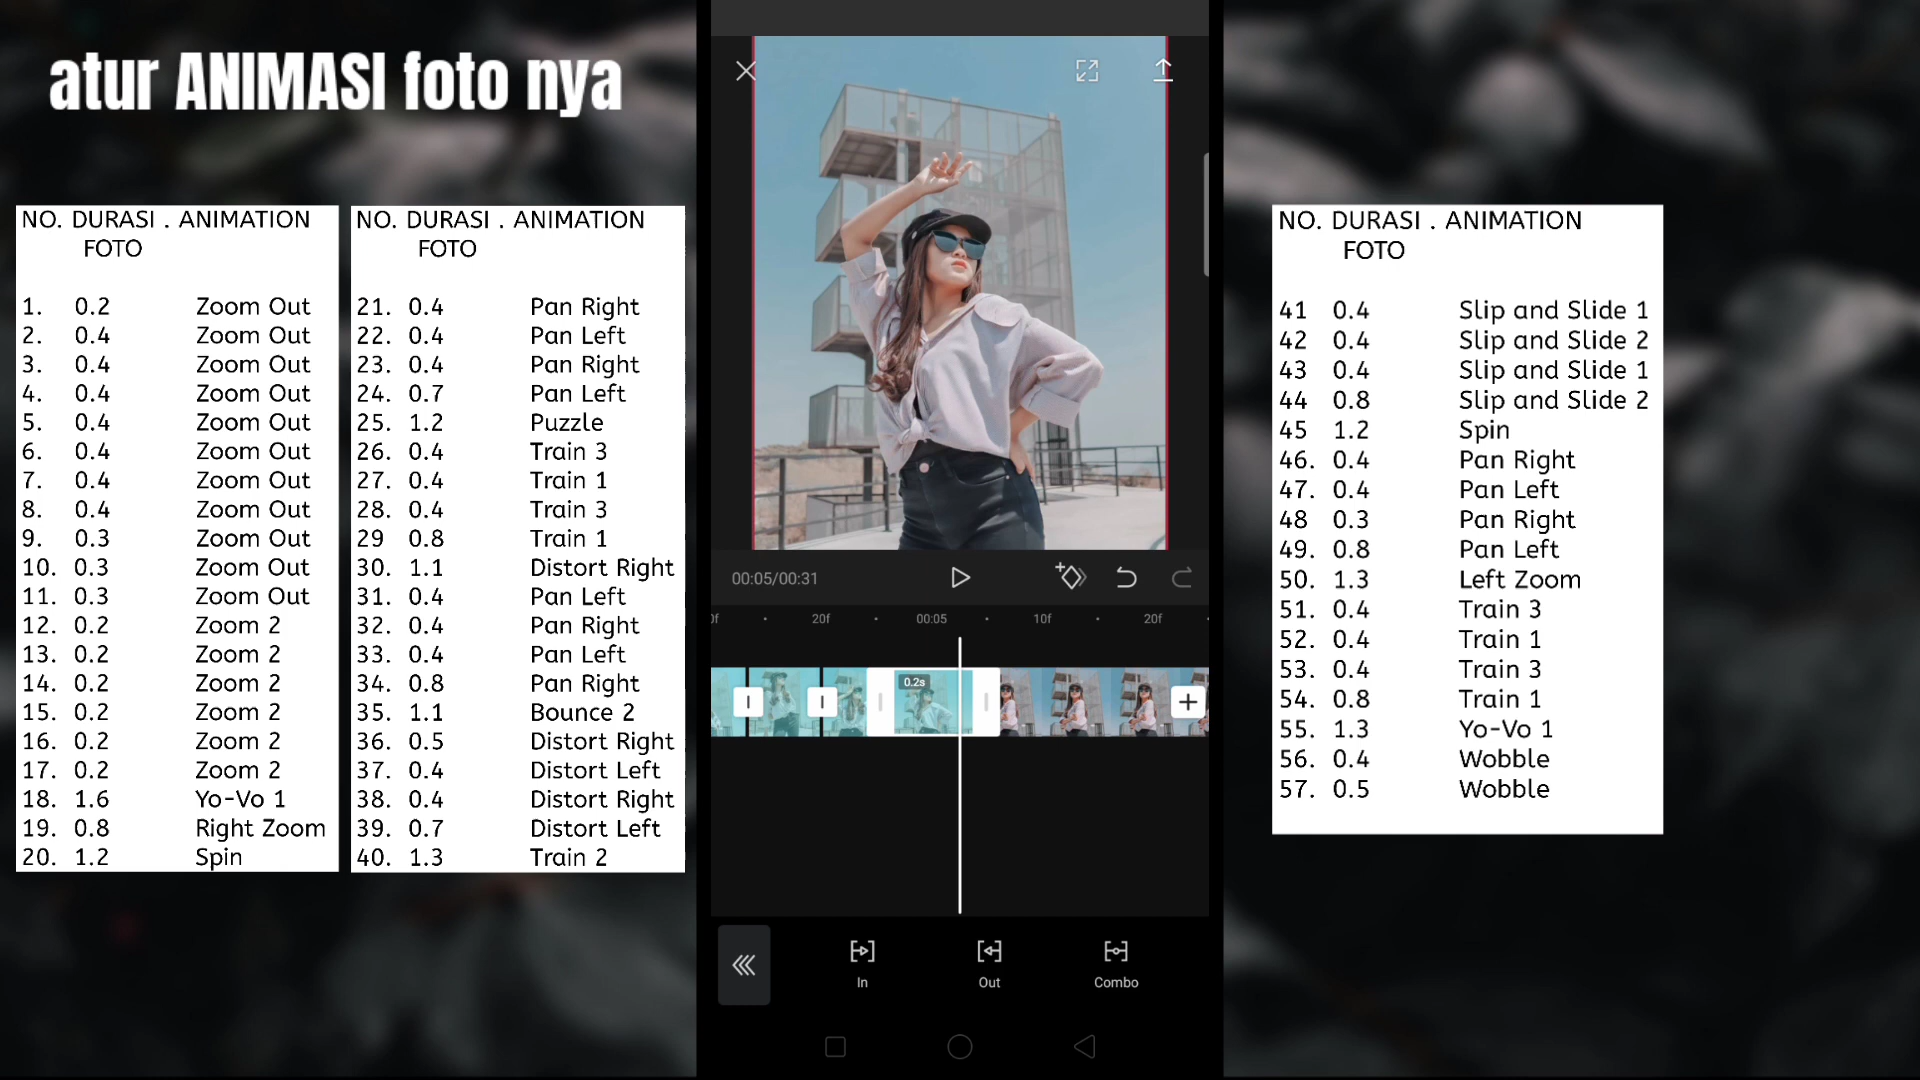 atur ANIMASI foto nya
NO. DURASI . ANIMATION
FOTO
1. 0.2 Zoom Out
2. 0.4 Zoom Out
3. 0.4 Zoom Out
4. 0.4 Zoom Out
5. 0.4 Zoom Out
6. 0.4 Zoom Out
7. 0.4 Zoom Out
8. 0.4 Zoom Out
9. 0.3 Zoom Out
10. 0.3 Zoom Out
11. 0.3 Zoom Out
12. 0.2 Zoom 2
13. 0.2 Zoom 2
14. 0.2 Zoom 2
15. 0.2 Zoom 2
16. 0.2 Zoom 2
17. 0.2 Zoom 2
18. 1.6 Yo-Vo 1
19. 0.8 Right Zoom
20. 1.2 Spin
NO. DURASI . ANIMATION
FOTO
21. 0.4 Pan Right
22. 0.4 Pan Left
23. 0.4 Pan Right
24. 0.7 Pan Left
25. 1.2 Puzzle
26. 0.4 Train 3
27. 0.4 Train 1
28. 0.4 Train 3
29 0.8 Train 1
30. 1.1 Distort Right
31. 0.4 Pan Left
32. 0.4 Pan Right
33. 0.4 Pan Left
34. 0.8 Pan Right
35. 1.1 Bounce 2
36. 0.5 Distort Right
37. 0.4 Distort Left
38. 0.4 Distort Right
39. 0.7 Distort Left
40. 1.3 Train 2
00:05/00:31
0f 20f 00:05 10f 20f
0.2s
In Out Combo
NO. DURASI . ANIMATION
FOTO
41 0.4 Slip and Slide 1
42 0.4 Slip and Slide 2
43 0.4 Slip and Slide 1
44 0.8 Slip and Slide 2
45 1.2 Spin
46. 0.4 Pan Right
47. 0.4 Pan Left
48 0.3 Pan Right
49. 0.8 Pan Left
50. 1.3 Left Zoom
51. 0.4 Train 3
52. 0.4 Train 1
53. 0.4 Train 3
54. 0.8 Train 1
55. 1.3 Yo-Vo 1
56. 0.4 Wobble
57. 0.5 Wobble